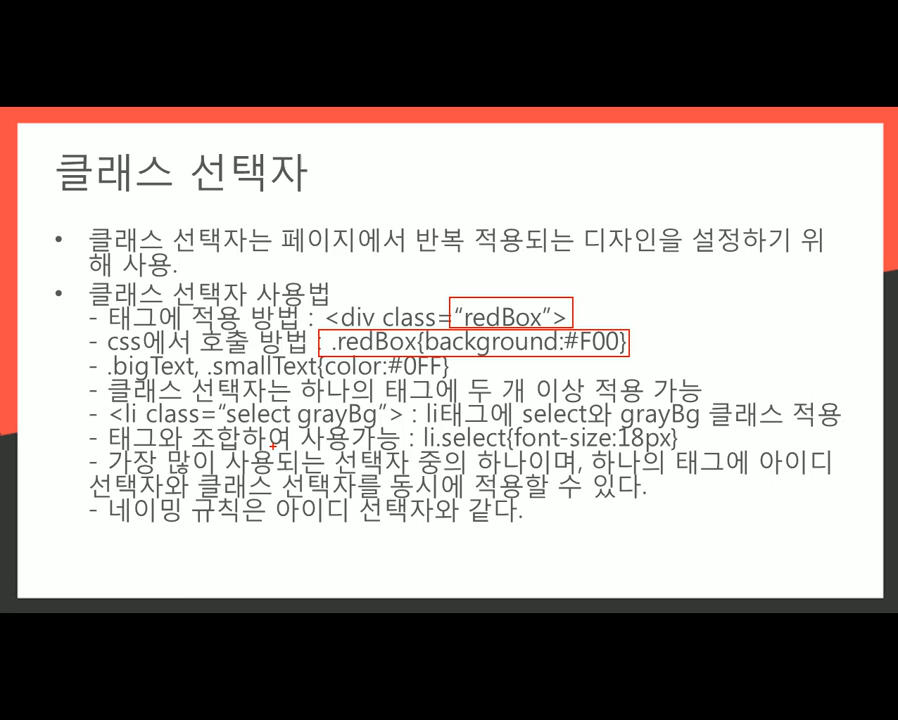 클래스 선택자
• 클래스 선택자는 페이지에서 반복 적용되는 디자인을 설정하기 위
해 사용.
• 클래스 선택자 사용법
- 태그에 적용 방법 : <div class=“redBox”>
- css에서 호출 방법 : .redBox{background:#F00}
- .bigText, .smallText{color:#0FF}
- 클래스 선택자는 하나의 태그에 두 개 이상 적용 가능
- <li class=“select grayBg”> : li태그에 select와 grayBg 클래스 적용
- 태그와 조합하여 사용가능 : li.select{font-size:18px}
- 가장 많이 사용되는 선택자 중의 하나이며, 하나의 태그에 아이디
선택자와 클래스 선택자를 동시에 적용할 수 있다.
- 네이밍 규칙은 아이디 선택자와 같다.